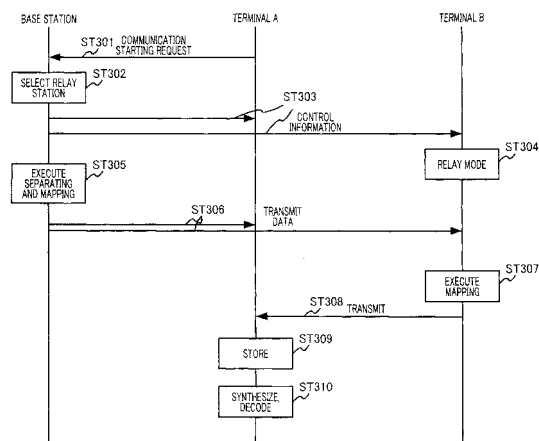 BASE STATION
TERMINAL A
TERMINAL B
ST301
COMMUNICATION
STARTING REQUEST
ST302
SELECT RELAY
STATION
ST303
CONTROL
INFORMATION
ST304
RELAY MODE
ST305
EXECUTE
SEPARATING
AND MAPPING
ST306
TRANSMIT
DATA
ST307
EXECUTE
MAPPING
ST308
TRANSMIT
ST309
STORE
ST310
SYNTHESIZE,
DECODE